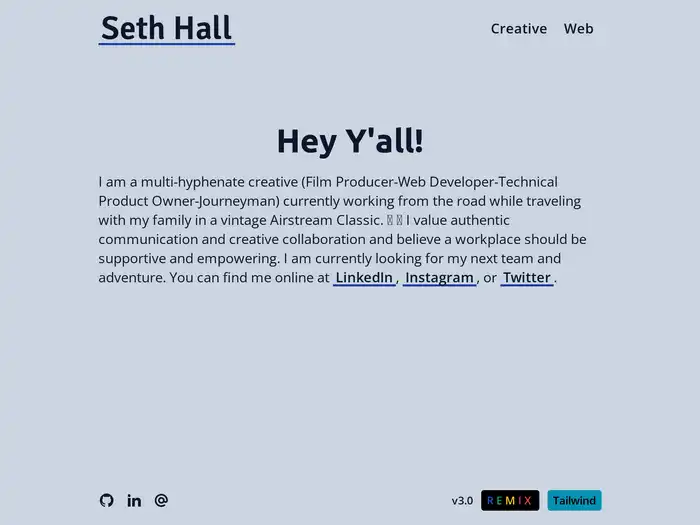 Seth Hall
Creative Web
Hey Y'all!
I am a multi-hyphenate creative (Film Producer-Web Developer-Technical
Product Owner-Journeyman) currently working from the road while traveling
with my family in a vintage Airstream Classic. I value authentic
communication and creative collaboration and believe a workplace should be
supportive and empowering. I am currently looking for my next team and
adventure. You can find me online at LinkedIn, Instagram, or Twitter.
v3.0 REMIX Tailwind